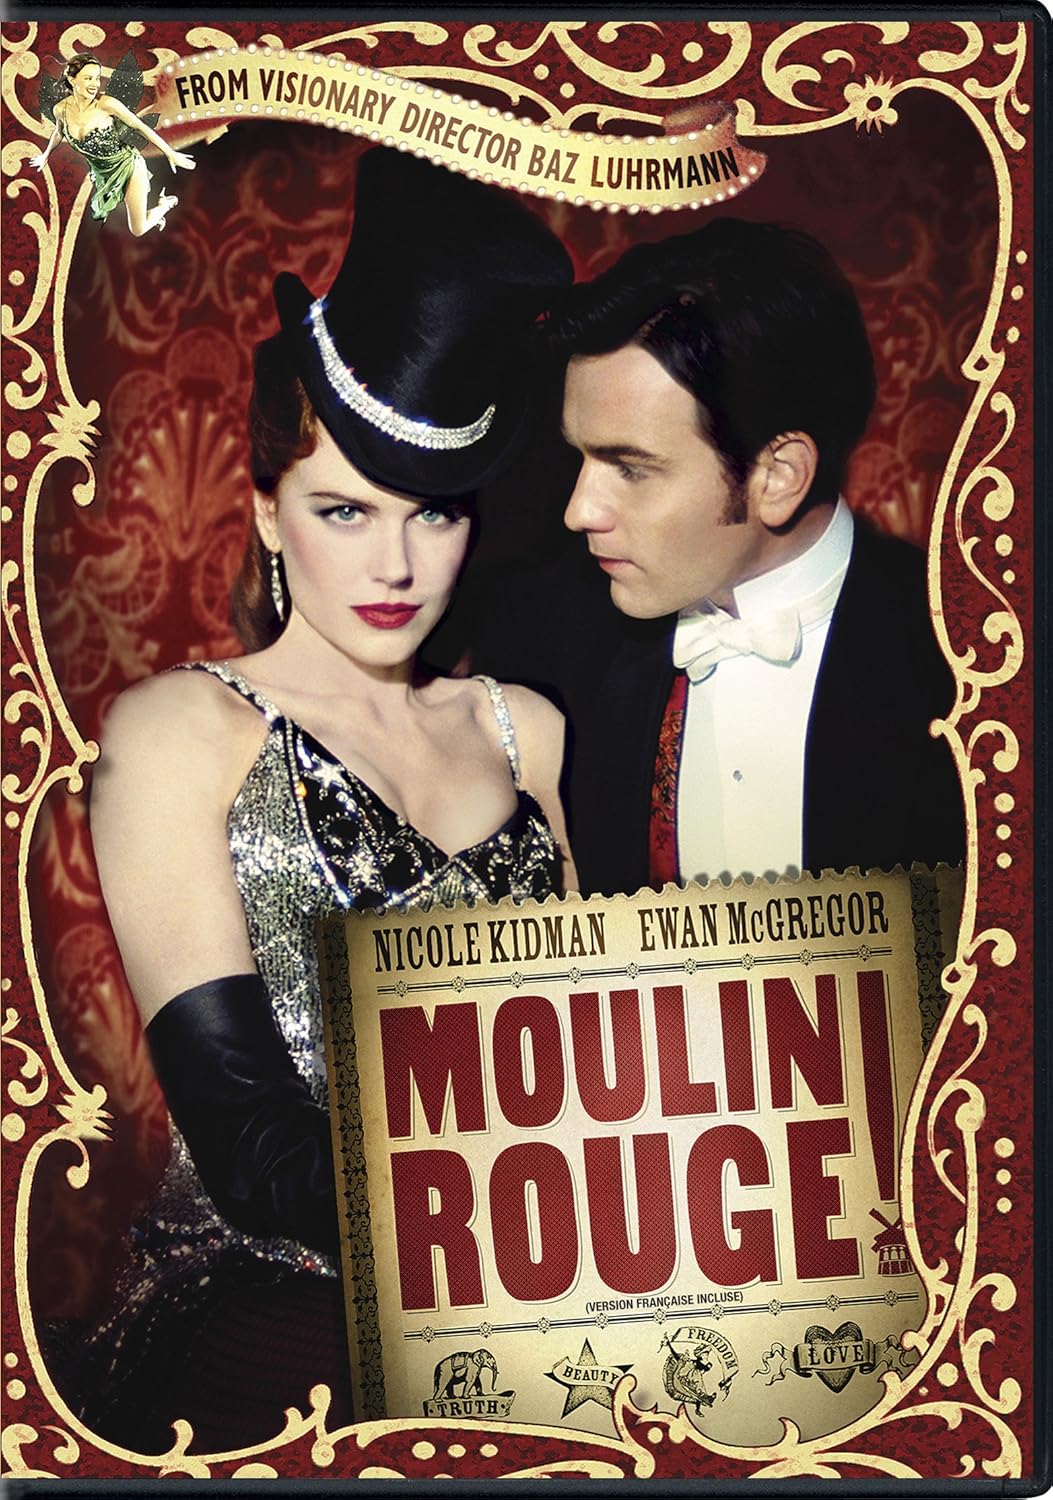 FROM VISIONARY DIRECTOR BAZ LUHRMANN
NICOLE KIDMAN EWAN McGREGOR
MOULIN
ROUGE!
(VERSION FRANÇAISE INCLUSE)
TRUTH BEAUTY FREEDOM LOVE